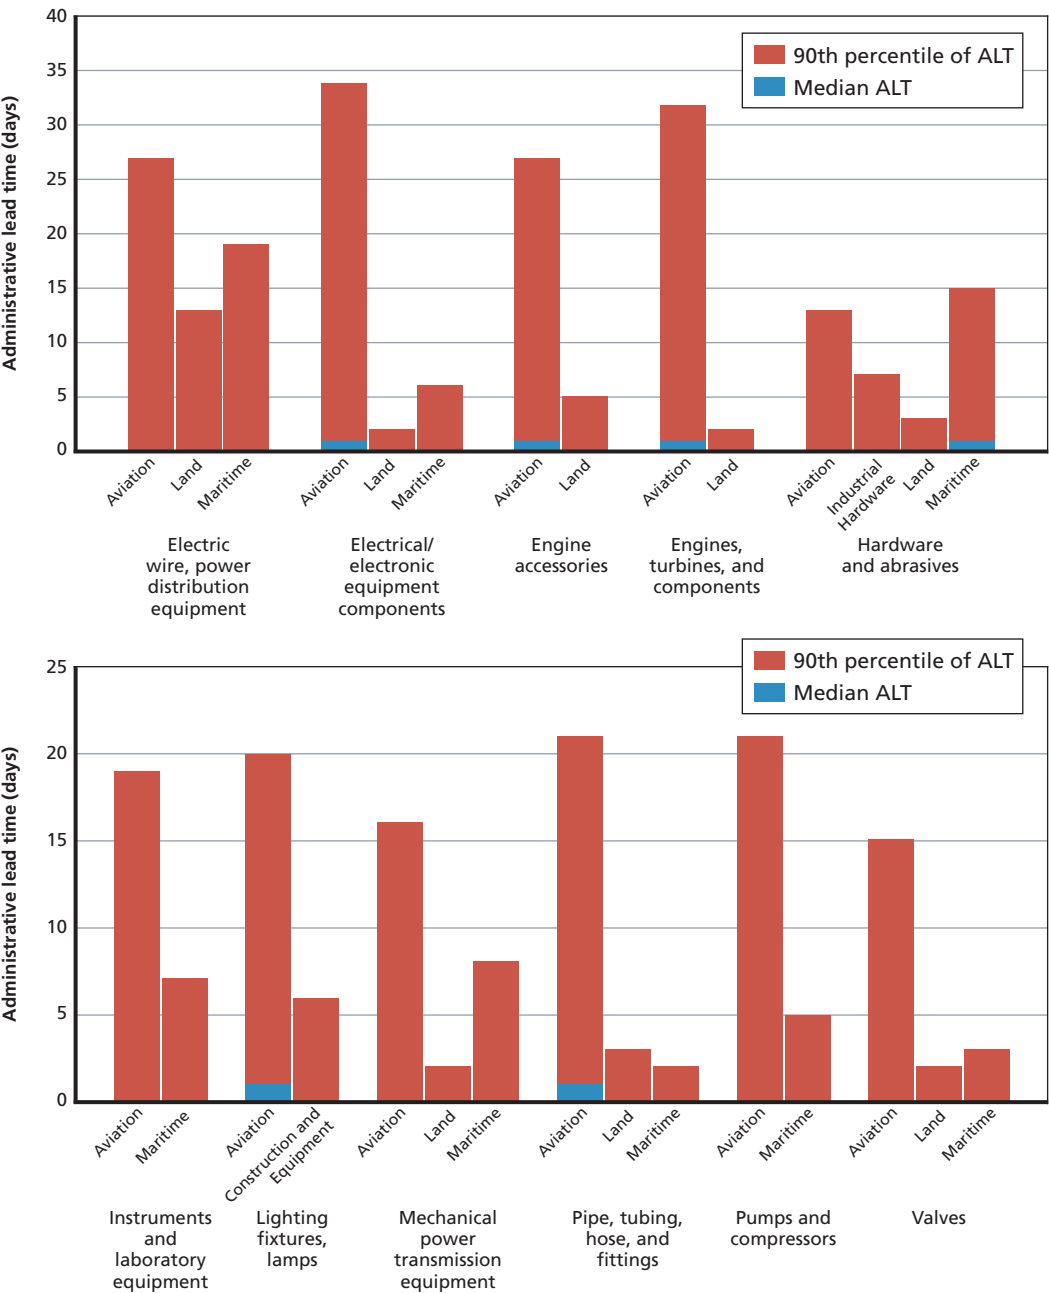 40
35
30
25
20
15
10
5
0
Administrative lead time (days)
90th percentile of ALT
Median ALT
Aviation
Land
Maritime
Aviation
Land
Maritime
Aviation
Land
Aviation
Land
Aviation
Industrial
Hardware
Land
Maritime
Electric
wire, power
distribution
equipment
Electrical/
electronic
equipment
components
Engine
accessories
Engines,
turbines, and
components
Hardware
and abrasives
25
20
15
10
5
0
Administrative lead time (days)
90th percentile of ALT
Median ALT
Aviation
Maritime
Aviation
Construction and
Equipment
Aviation
Land
Maritime
Aviation
Land
Maritime
Aviation
Maritime
Aviation
Land
Maritime
Instruments
and
laboratory
equipment
Lighting
fixtures,
lamps
Mechanical
power
transmission
equipment
Pipe, tubing,
hose, and
fittings
Pumps and
compressors
Valves